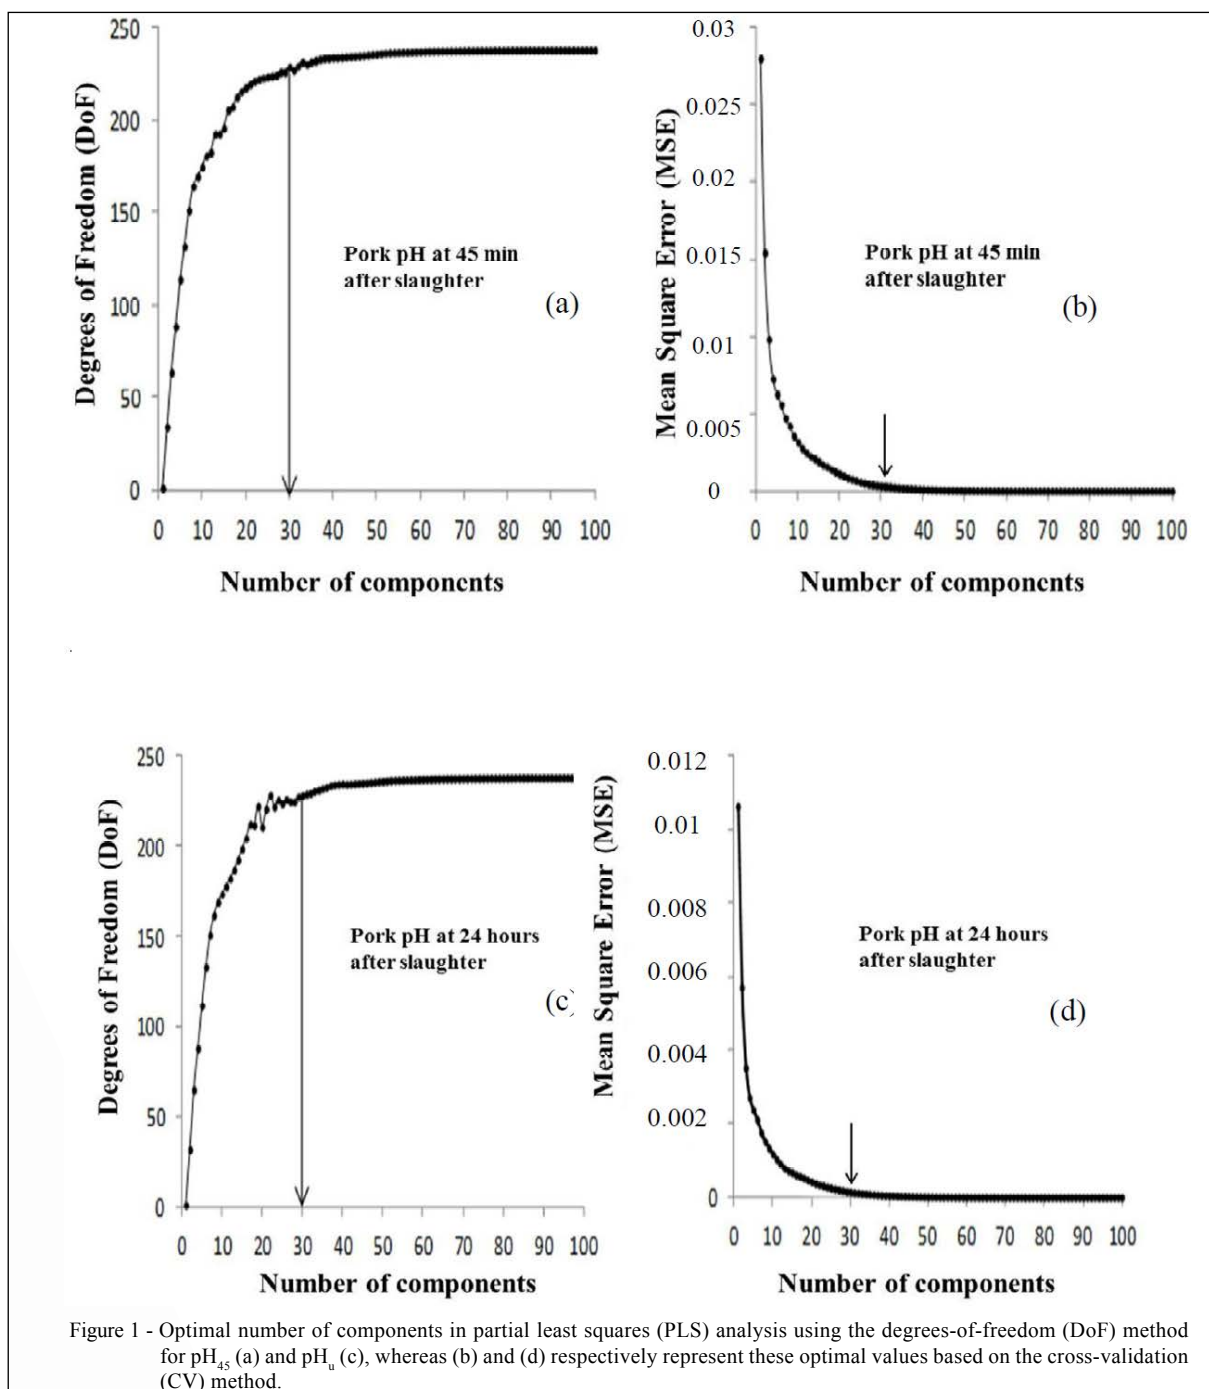 250
200
150
100
50
0
Degrees of Freedom (DoF)
Pork pH at 45 min
after slaughter
(a)
0 10 20 30 40 50 60 70 80 90 100
Number of components
0.03
0.025
0.02
0.015
0.01
0.005
0
Mean Square Error (MSE)
Pork pH at 45 min
after slaughter
(b)
0 10 20 30 40 50 60 70 80 90 100
Number of components
250
200
150
100
50
0
Degrees of Freedom (DoF)
Pork pH at 24 hours
after slaughter
(c)
0 10 20 30 40 50 60 70 80 90 100
Number of components
0.012
0.01
0.008
0.006
0.004
0.002
0
Mean Square Error (MSE)
Pork pH at 24 hours
after slaughter
(d)
0 10 20 30 40 50 60 70 80 90 100
Number of components
Figure 1 - Optimal number of components in partial least squares (PLS) analysis using the degrees-of-freedom (DoF) method
for pH45 (a) and pHu (c), whereas (b) and (d) respectively represent these optimal values based on the cross-validation
(CV) method.